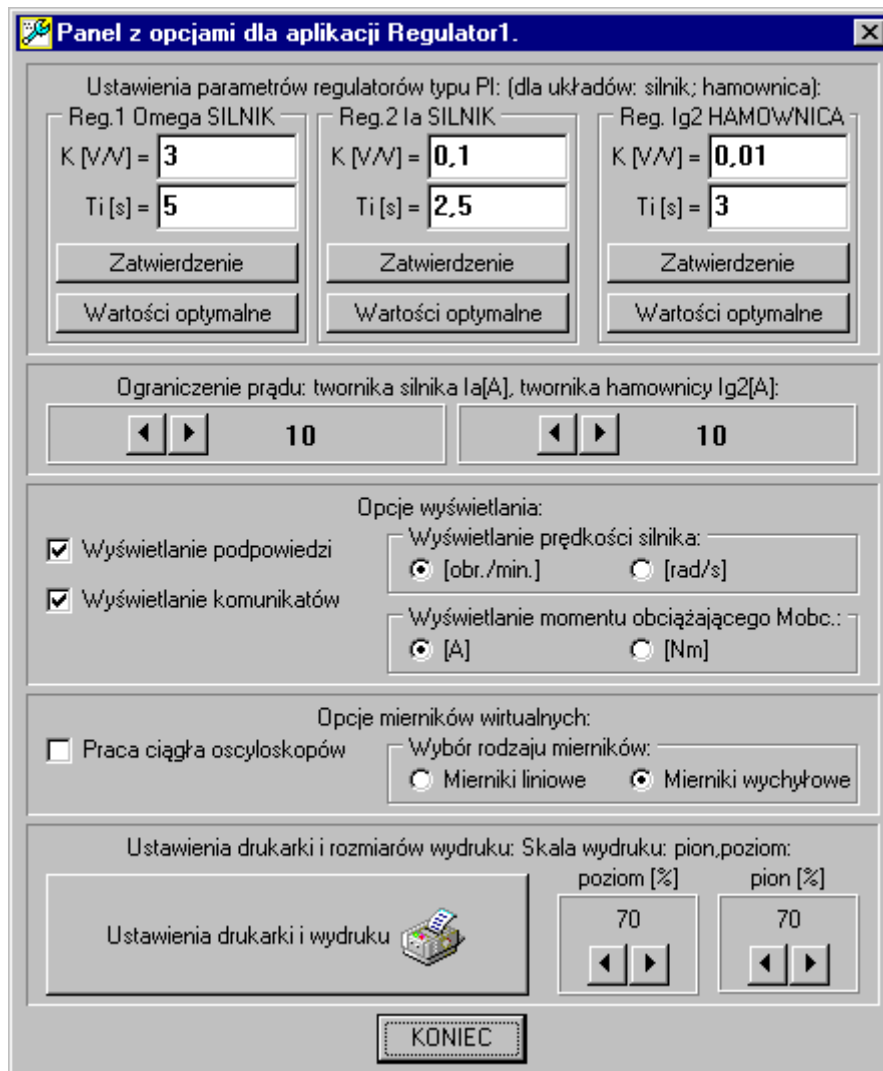 Panel z opcjami dla aplikacji Regulator1.
Ustawienia parametrów regulatorów typu PI: (dla układów: silnik; hamownica):
Reg.1 Omega SILNIK
Reg.2 Ia SILNIK
Reg. Ig2 HAMOWNICA
K [V/V] = 3
K [V/V] = 0,1
K [V/V] = 0,01
Ti [s] = 5
Ti [s] = 2,5
Ti [s] = 3
Zatwierdzenie
Zatwierdzenie
Zatwierdzenie
Wartości optymalne
Wartości optymalne
Wartości optymalne
Ograniczenie prądu: twornika silnika Ia[A], twornika hamownicy Ig2[A]:
10
10
Opcje wyświetlania:
Wyświetlanie podpowiedzi
Wyświetlanie komunikatów
Wyświetlanie prędkości silnika:
[obr./min.]
[rad/s]
Wyświetlanie momentu obciążającego Mobc.:
[A]
[Nm]
Opcje mierników wirtualnych:
Praca ciągła oscyloskopów
Wybór rodzaju mierników:
Mierniki liniowe
Mierniki wychyłowe
Ustawienia drukarki i rozmiarów wydruku: Skala wydruku: pion,poziom:
Ustawienia drukarki i wydruku
poziom [%]
pion [%]
70
70
KONIEC